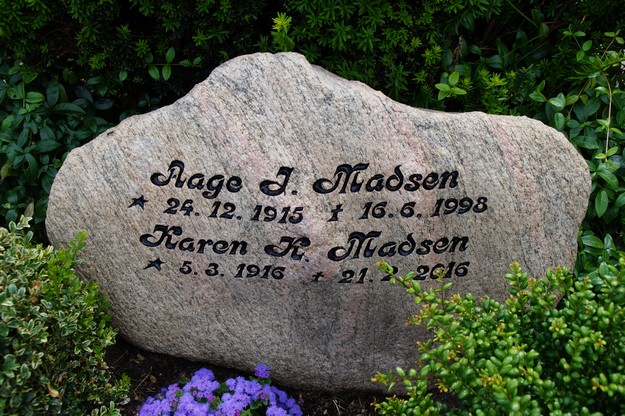 Aage J. Madsen
★ 24. 12. 1915 ✝ 16. 6. 1998
Karen K. Madsen
★ 5. 3. 1916 ✝ 21. 2. 2016